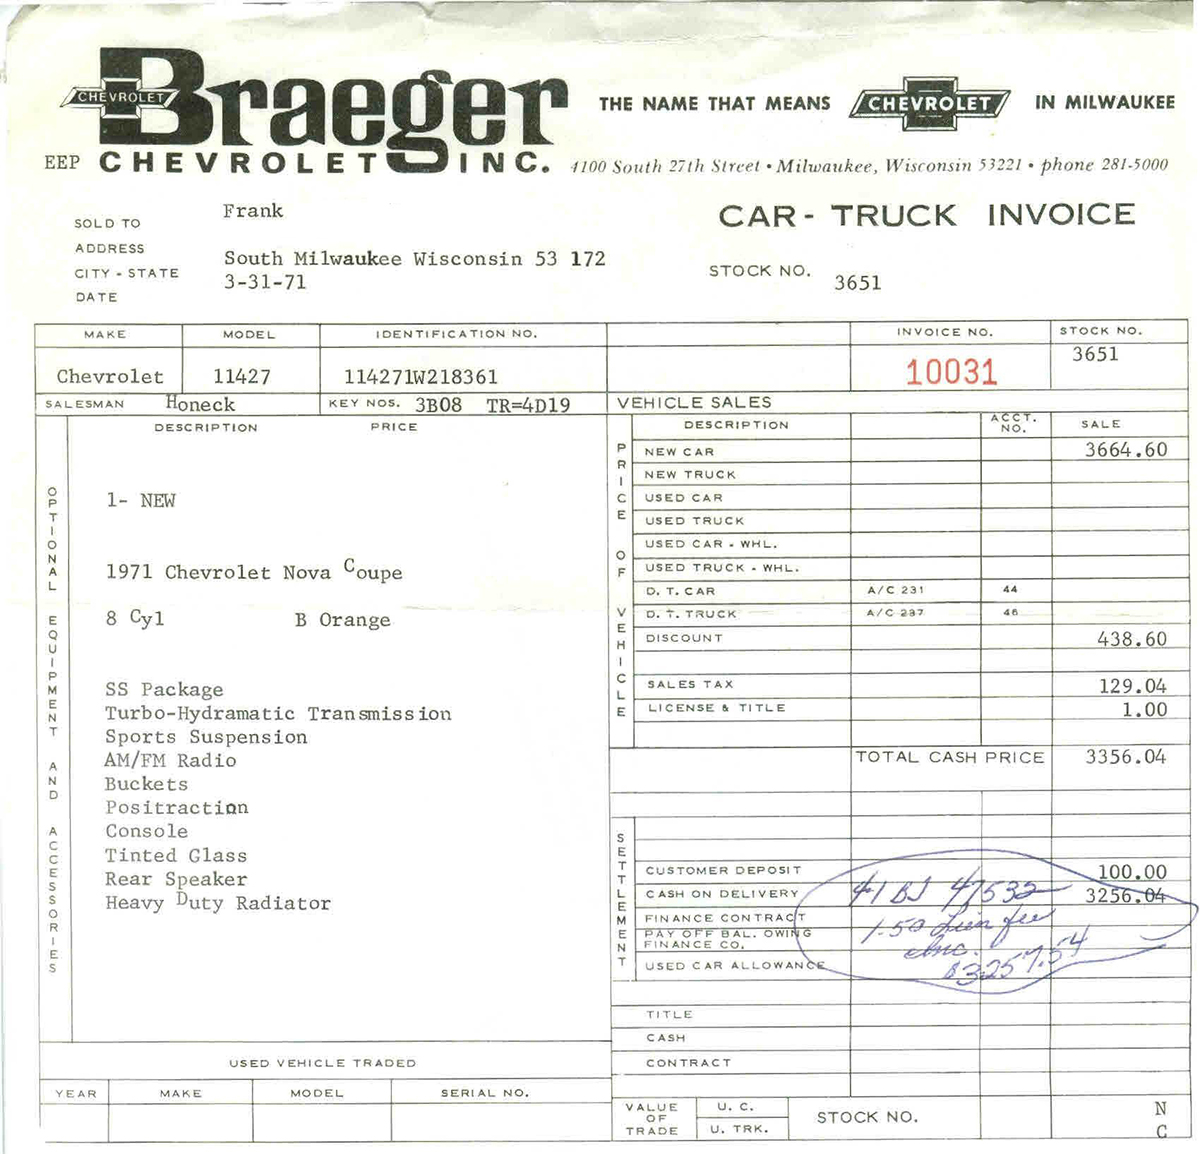 Braeger
CHEVROLET
EEP CHEVROLET INC.
THE NAME THAT MEANS CHEVROLET IN MILWAUKEE
4100 South 27th Street • Milwaukee, Wisconsin 53221 • phone 281-5000
CAR - TRUCK INVOICE
SOLD TO Frank
ADDRESS
CITY - STATE South Milwaukee Wisconsin 53 172
DATE 3-31-71
STOCK NO. 3651
MAKE MODEL IDENTIFICATION NO. INVOICE NO. STOCK NO.
Chevrolet 11427 114271W218361 10031 3651
SALESMAN Honeck KEY NOS. 3B08 TR=4D19 VEHICLE SALES
DESCRIPTION PRICE
OPTIONAL EQUIPMENT AND ACCESSORIES
1- NEW
1971 Chevrolet Nova Coupe
8 Cyl B Orange
SS Package
Turbo-Hydramatic Transmission
Sports Suspension
AM/FM Radio
Buckets
Positraction
Console
Tinted Glass
Rear Speaker
Heavy Duty Radiator
USED VEHICLE TRADED
YEAR MAKE MODEL SERIAL NO.
PRICE OF VEHICLE
DESCRIPTION ACCT. NO. SALE
NEW CAR 3664.60
NEW TRUCK
USED CAR
USED TRUCK
USED CAR - WHL.
USED TRUCK - WHL.
D. T. CAR A/C 231 44
D. T. TRUCK A/C 237 46
DISCOUNT 438.60
SALES TAX 129.04
LICENSE & TITLE 1.00
TOTAL CASH PRICE 3356.04
SETTLEMENT
CUSTOMER DEPOSIT 100.00
CASH ON DELIVERY 3256.04
FINANCE CONTRACT
PAY OFF BAL. OWING
FINANCE CO.
USED CAR ALLOWANCE
47532
1.50 Lien fee
Inc.
$3257.54
TITLE
CASH
CONTRACT
VALUE OF TRADE U. C. STOCK NO. N
U. TRK. C